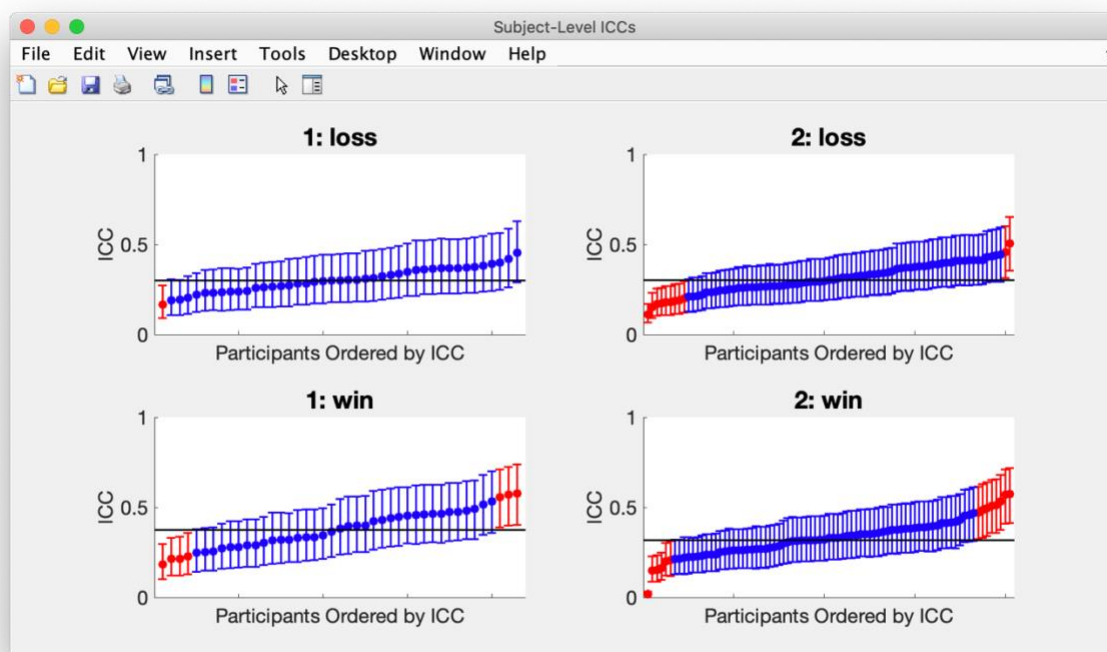 Subject-Level ICCs
File Edit View Insert Tools Desktop Window Help
1: loss
1
0.5
0
ICC
Participants Ordered by ICC
2: loss
1
0.5
0
ICC
Participants Ordered by ICC
1: win
1
0.5
0
ICC
Participants Ordered by ICC
2: win
1
0.5
0
ICC
Participants Ordered by ICC